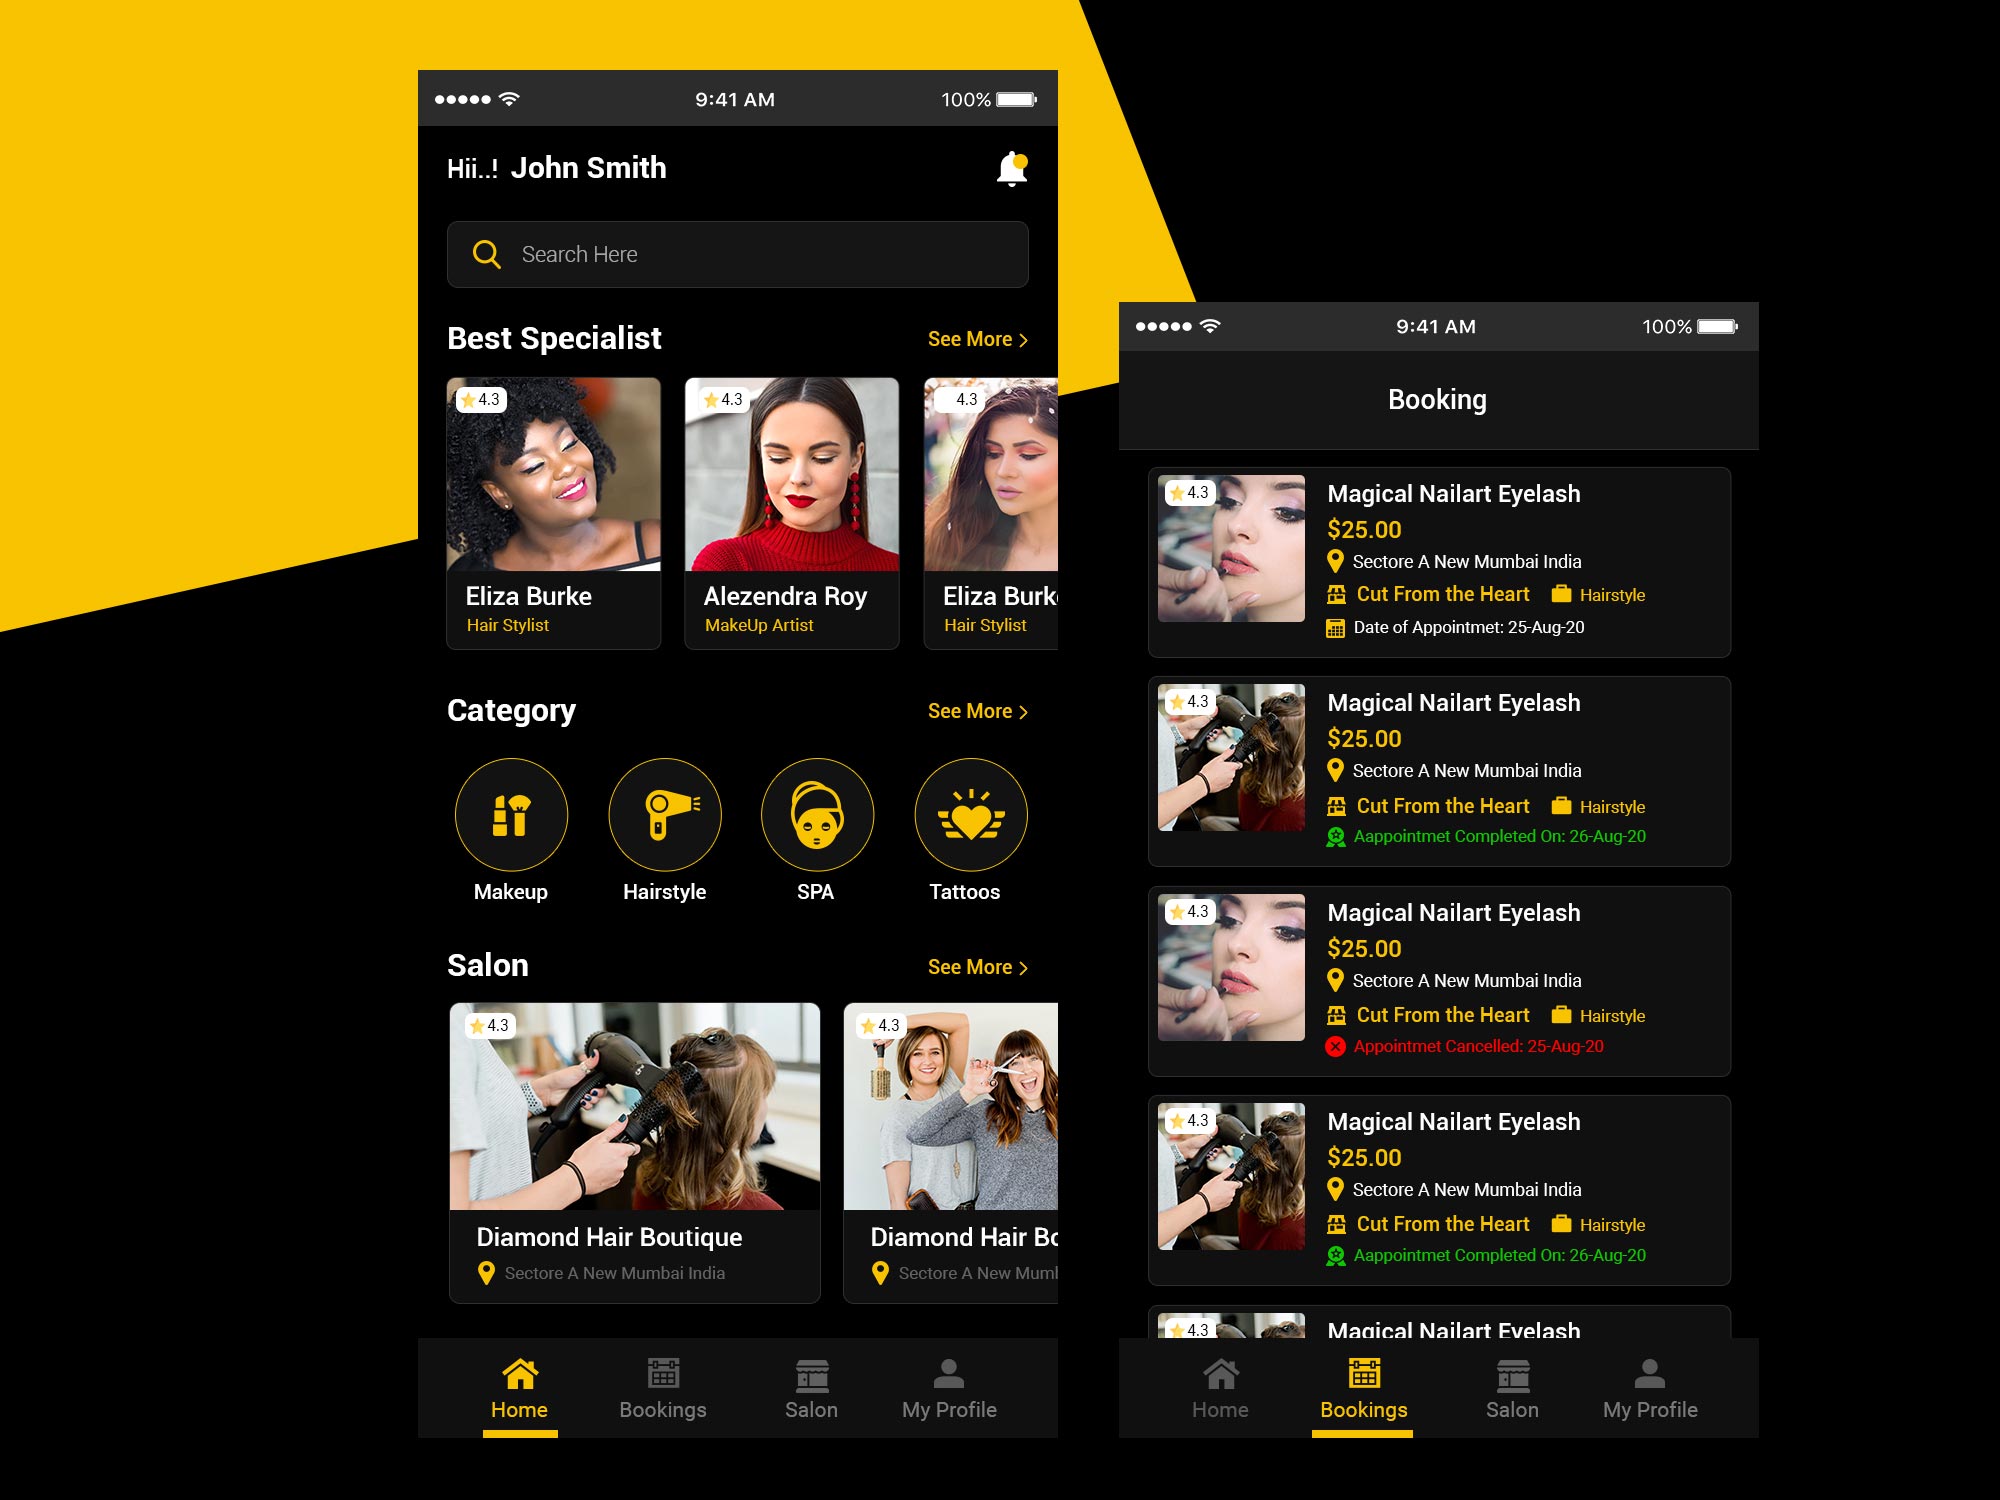 9:41 AM
100%
Hii..! John Smith
Search Here
Best Specialist
See More
4.3
4.3
4.3
Eliza Burke
Hair Stylist
Alezendra Roy
MakeUp Artist
Eliza Burk
Hair Stylist
Category
See More
Makeup
Hairstyle
SPA
Tattoos
Salon
See More
4.3
4.3
Diamond Hair Boutique
Sectore A New Mumbai India
Diamond Hair Bo
Sectore A New Mum
Home
Bookings
Salon
My Profile
9:41 AM
100%
Booking
4.3
Magical Nailart Eyelash
$25.00
Sectore A New Mumbai India
Cut From the Heart
Hairstyle
Date of Appointmet: 25-Aug-20
4.3
Magical Nailart Eyelash
$25.00
Sectore A New Mumbai India
Cut From the Heart
Hairstyle
Aappointmet Completed On: 26-Aug-20
4.3
Magical Nailart Eyelash
$25.00
Sectore A New Mumbai India
Cut From the Heart
Hairstyle
Appointmet Cancelled: 25-Aug-20
4.3
Magical Nailart Eyelash
$25.00
Sectore A New Mumbai India
Cut From the Heart
Hairstyle
Aappointmet Completed On: 26-Aug-20
4.3
Magical Nailart Eyelash
Home
Bookings
Salon
My Profile